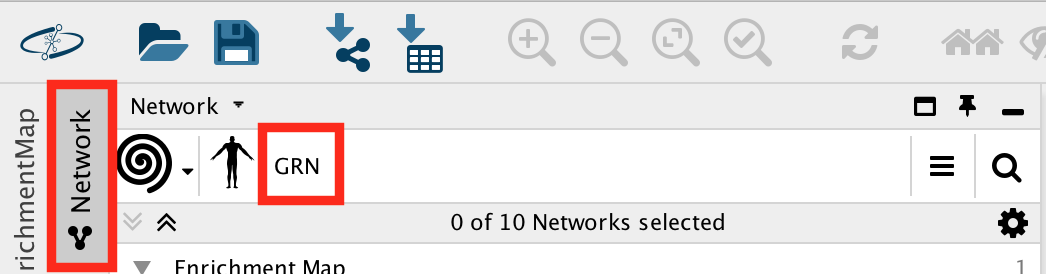 Network
GRN
0 of 10 Networks selected
Enrichment Map
1
richmentMap
Network